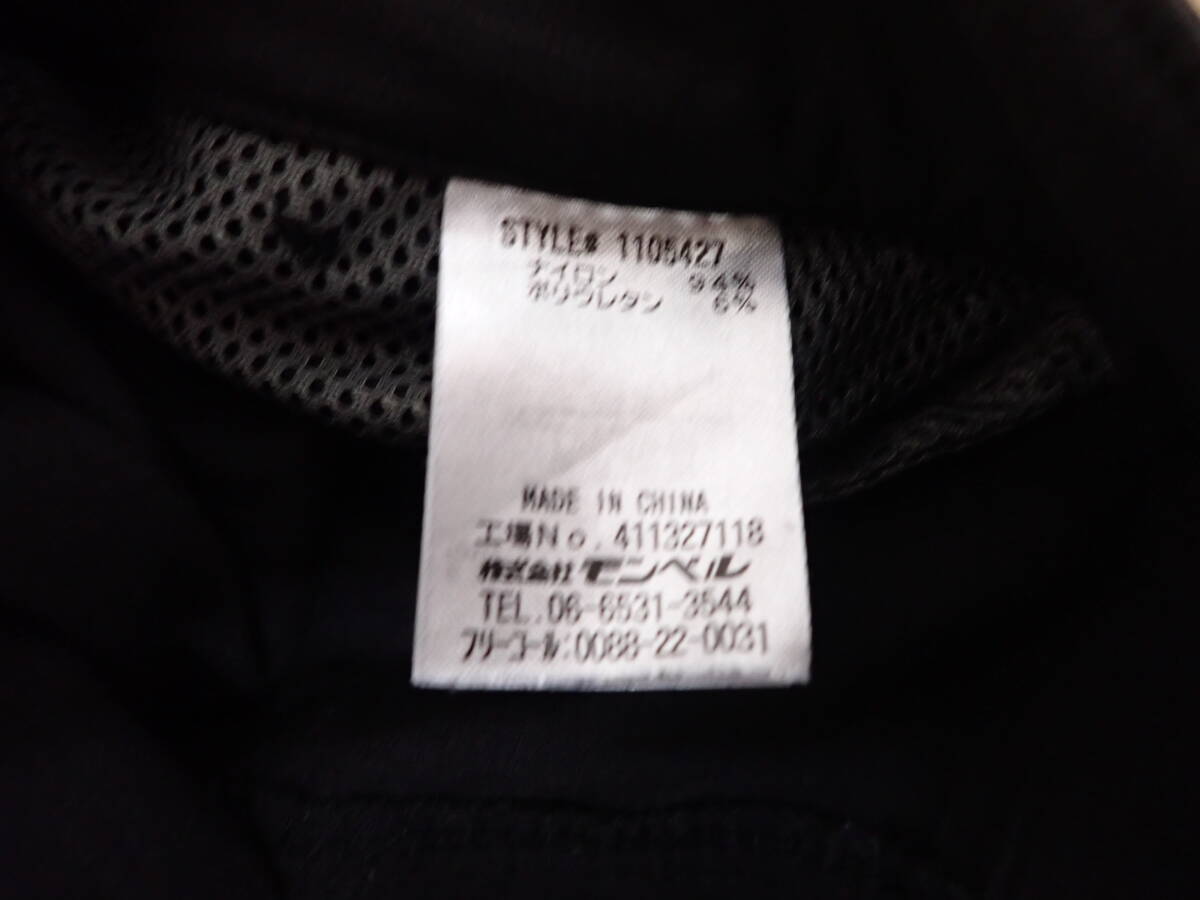 STYLE# 1105427
ナイロン 94%
ポリウレタン 6%
MADE IN CHINA
工場No.411327118
株式会社モンベル
TEL.06-6531-3544
フリーコール:0088-22-0031